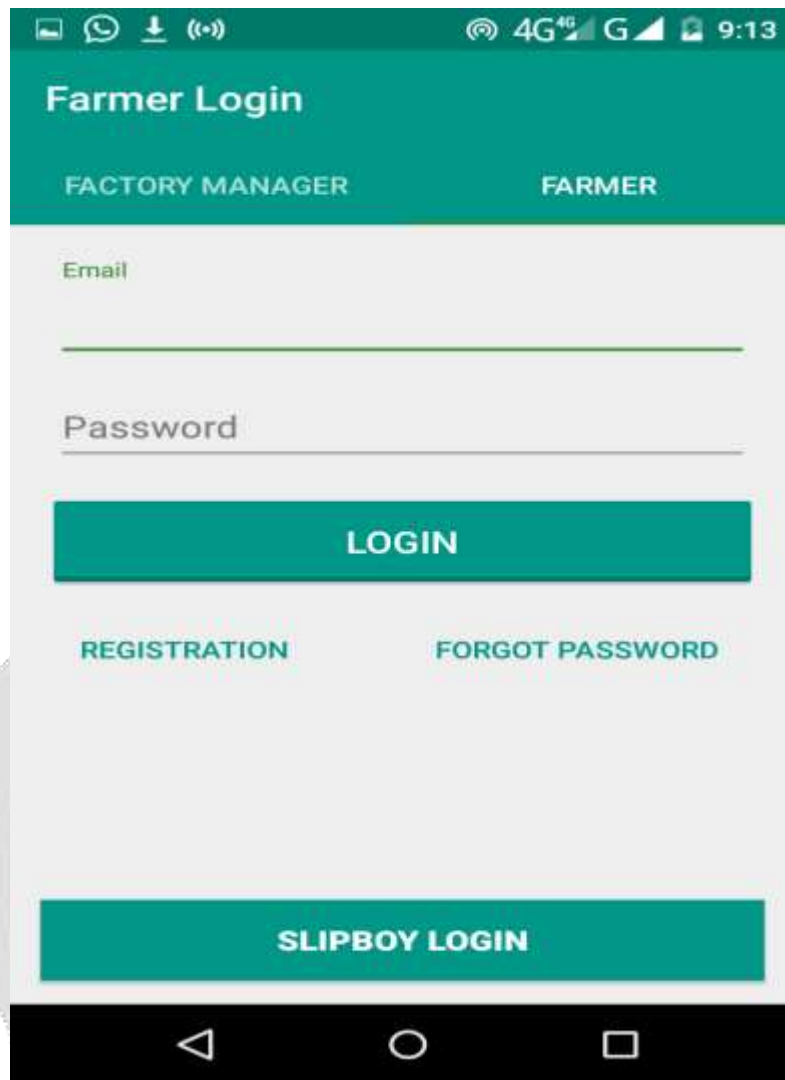 4G 4G G 9:13
Farmer Login
FACTORY MANAGER FARMER
Email
Password
LOGIN
REGISTRATION FORGOT PASSWORD
SLIPBOY LOGIN